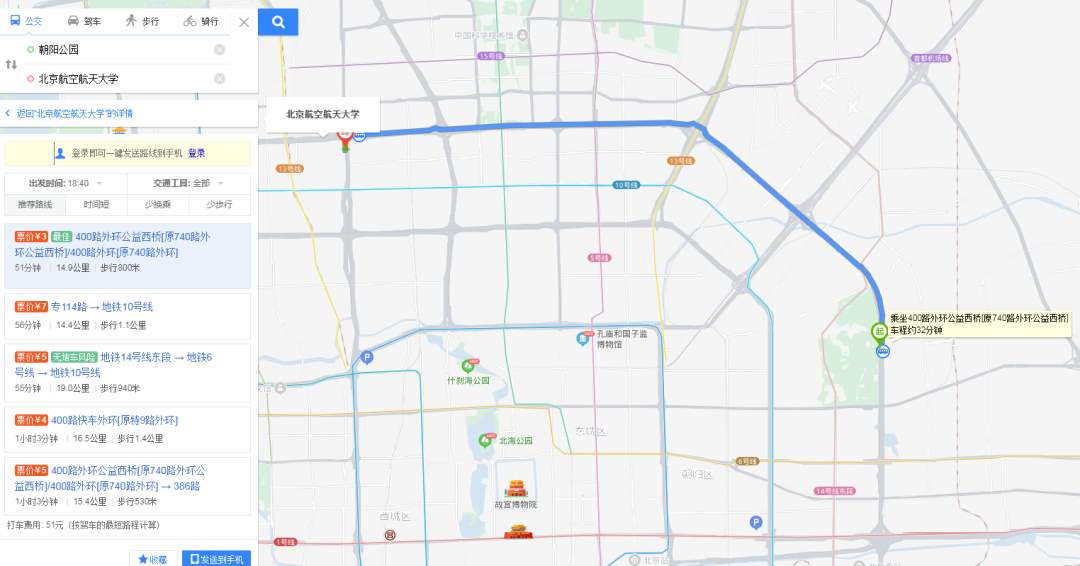 公交 驾车 步行 骑行
朝阳公园
北京航空航天大学
返回"北京航空航天大学"的详情
登录即可一键发送路线到手机 登录
出发时间: 18:40 交通工具: 全部
推荐路线 时间短 少换乘 少步行
票价¥3 最佳 400路外环公益西桥[原740路外
环公益西桥]/400路外环[原740路外环]
51分钟 14.9公里 步行800米
票价¥7 专114路 → 地铁10号线
56分钟 14.4公里 步行1.1公里
票价¥5 无堵车风险 地铁14号线东段 → 地铁6
号线 → 地铁10号线
55分钟 19.0公里 步行940米
票价¥4 400路快车外环[原特9路外环]
1小时3分钟 16.5公里 步行1.4公里
票价¥5 400路外环公益西桥[原740路外环公
益西桥]/400路外环[原740路外环] → 386路
1小时3分钟 15.4公里 步行530米
打车费用: 51元 (按驾车的最短路程计算)
收藏 发送到手机
中国科学技术馆
15号线
首都机场线
北京航空航天大学
13号线
13号线
10号线
5号线
乘坐400路外环公益西桥[原740路外环公益西桥]
车程约32分钟
起
孔庙和国子监
博物馆
P
什刹海公园
北海公园
东城区
6号线
朝阳区
故宫博物院
14号线东段
西城区
P
1号线
北京站